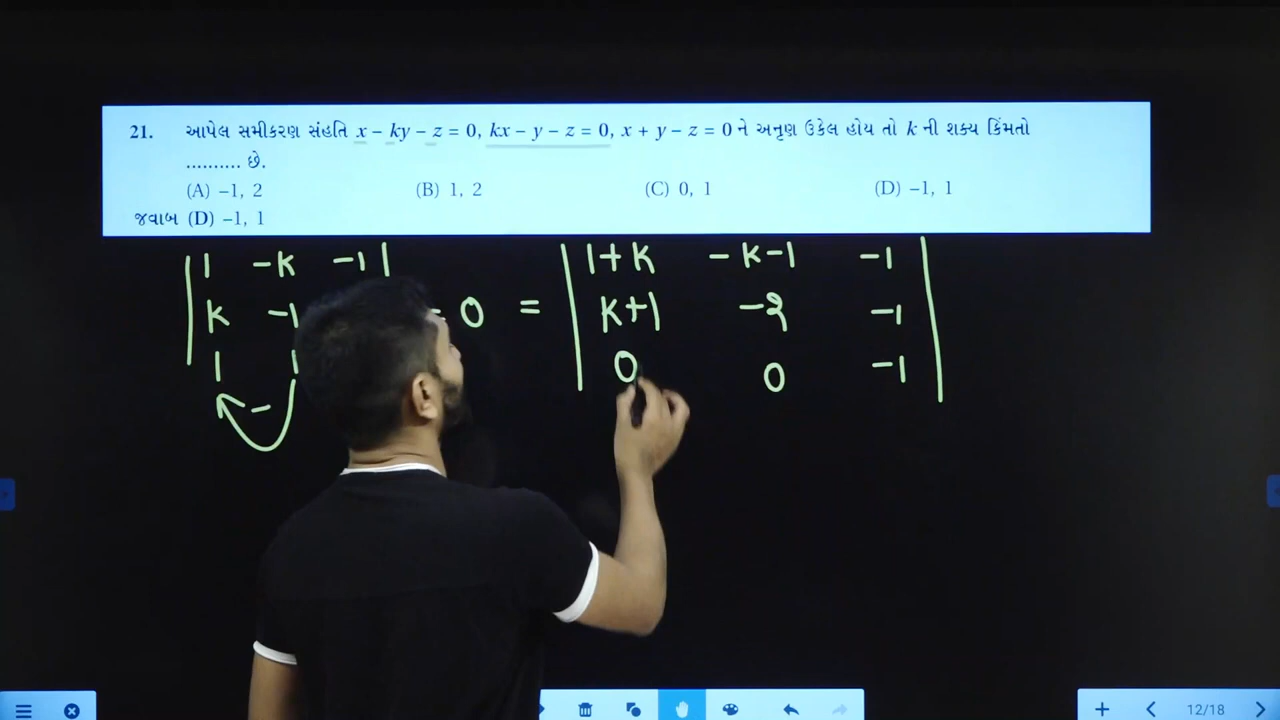 21. આપેલ સમીકરણ સંહતિ x – ky – z = 0, kx – y – z = 0, x + y – z = 0 ને અનૃણ ઉકેલ હોય તો k ની શક્ય કિંમતો
.......... છે.
(A) –1, 2 (B) 1, 2 (C) 0, 1 (D) –1, 1
જવાબ (D) –1, 1
| 1 -k -1 | | 1+k -k-1 -1 |
k -1 0 = k+1 -૨ -1
1 1 0 0 -1
-
12/18